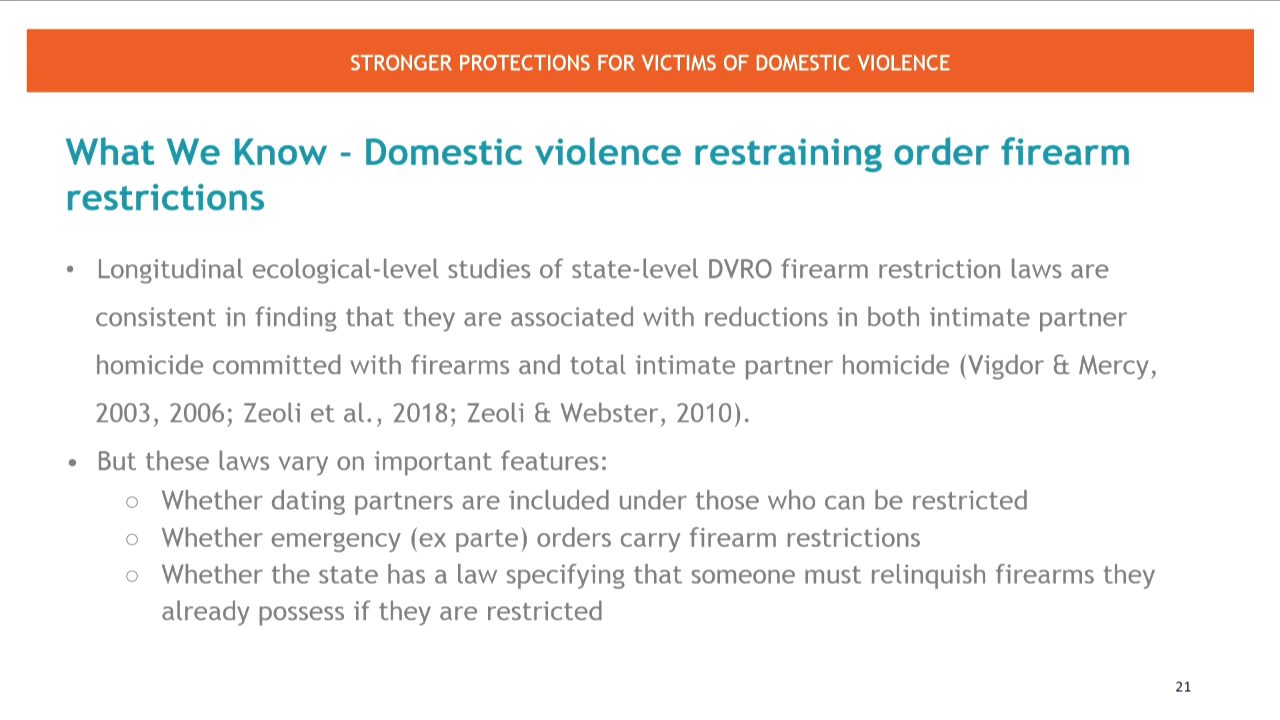 STRONGER PROTECTIONS FOR VICTIMS OF DOMESTIC VIOLENCE
What We Know - Domestic violence restraining order firearm
restrictions
• Longitudinal ecological-level studies of state-level DVRO firearm restriction laws are
consistent in finding that they are associated with reductions in both intimate partner
homicide committed with firearms and total intimate partner homicide (Vigdor & Mercy,
2003, 2006; Zeoli et al., 2018; Zeoli & Webster, 2010).
• But these laws vary on important features:
○ Whether dating partners are included under those who can be restricted
○ Whether emergency (ex parte) orders carry firearm restrictions
○ Whether the state has a law specifying that someone must relinquish firearms they
already possess if they are restricted
21